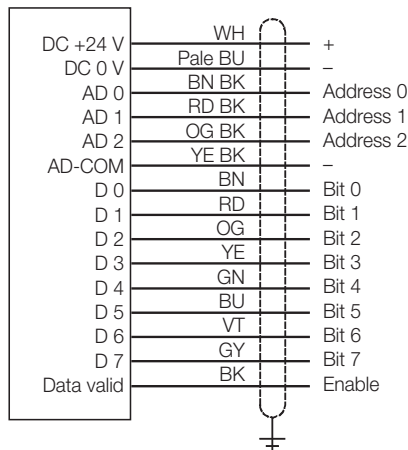 DC +24 V WH +
DC 0 V Pale BU –
AD 0 BN BK Address 0
AD 1 RD BK Address 1
AD 2 OG BK Address 2
AD-COM YE BK –
D 0 BN Bit 0
D 1 RD Bit 1
D 2 OG Bit 2
D 3 YE Bit 3
D 4 GN Bit 4
D 5 BU Bit 5
D 6 VT Bit 6
D 7 GY Bit 7
Data valid BK Enable